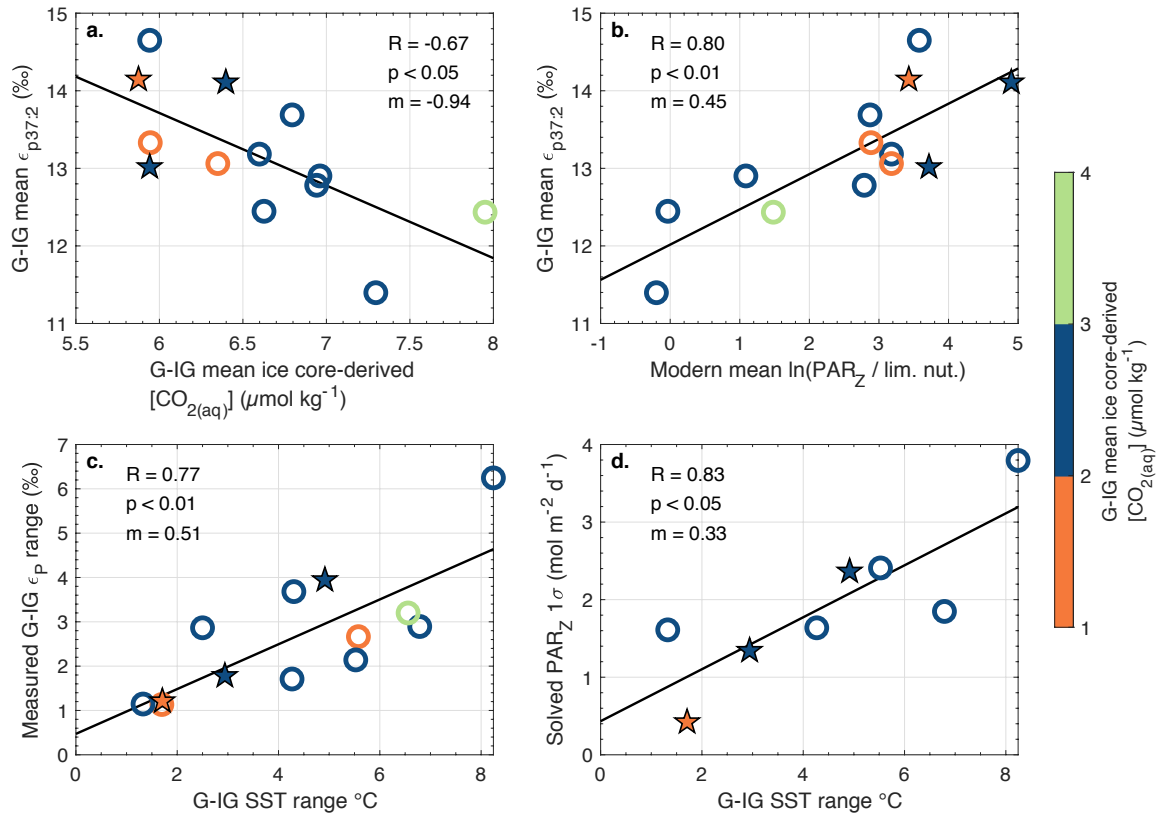 a.
R = -0.67
p < 0.05
m = -0.94
15
14
13
12
11
G-IG mean ϵp37:2 (‰)
5.5
6
6.5
7
7.5
8
G-IG mean ice core-derived
[CO2(aq)] (µmol kg-1)
b.
R = 0.80
p < 0.01
m = 0.45
15
14
13
12
11
G-IG mean ϵp37:2 (‰)
-1
0
1
2
3
4
5
Modern mean ln(PARZ / lim. nut.)
c.
R = 0.77
p < 0.01
m = 0.51
7
6
5
4
3
2
1
0
Measured G-IG ϵP range (‰)
0
2
4
6
8
G-IG SST range °C
d.
R = 0.83
p < 0.05
m = 0.33
4
3
2
1
0
Solved PARZ 1σ (mol m-2 d-1)
0
2
4
6
8
G-IG SST range °C
4
3
2
1
G-IG mean ice core-derived
[CO2(aq)] (µmol kg-1)